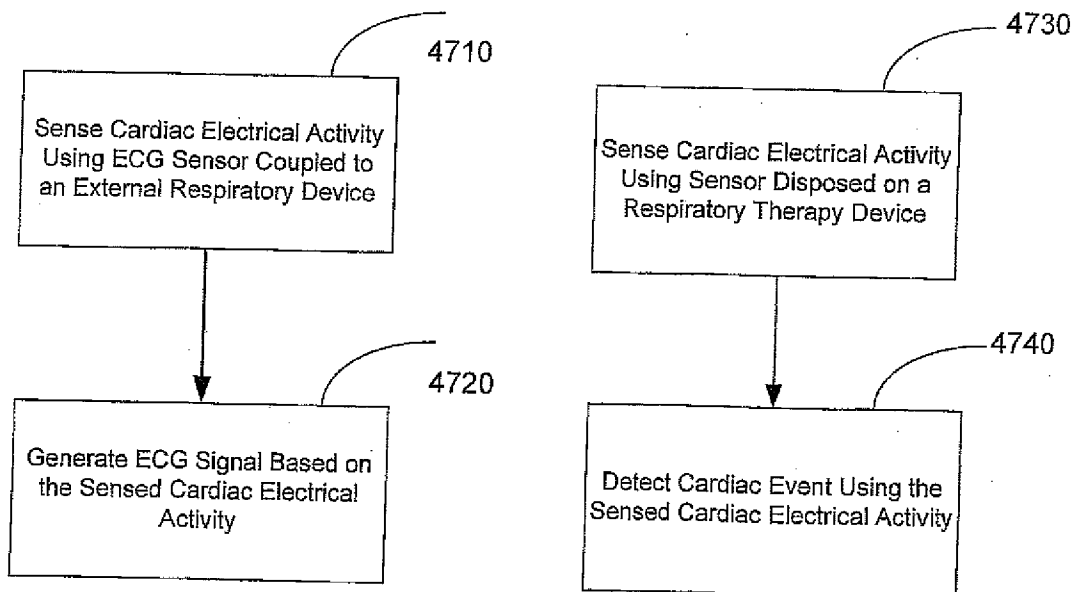 4710
Sense Cardiac Electrical Activity
Using ECG Sensor Coupled to
an External Respiratory Device
4720
Generate ECG Signal Based on
the Sensed Cardiac Electrical
Activity
4730
Sense Cardiac Electrical Activity
Using Sensor Disposed on a
Respiratory Therapy Device
4740
Detect Cardiac Event Using the
Sensed Cardiac Electrical Activity